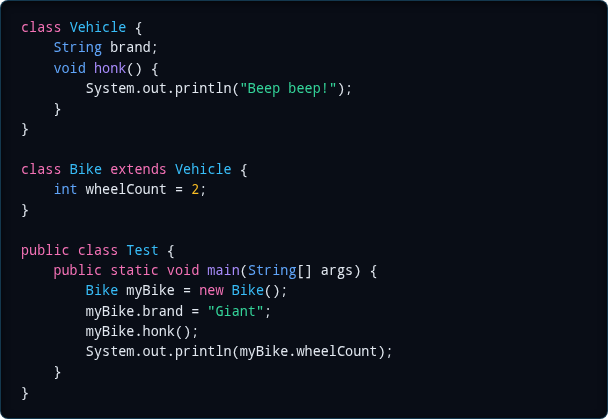 class Vehicle {
    String brand;
    void honk() {
        System.out.println("Beep beep!");
    }
}

class Bike extends Vehicle {
    int wheelCount = 2;
}

public class Test {
    public static void main(String[] args) {
        Bike myBike = new Bike();
        myBike.brand = "Giant";
        myBike.honk();
        System.out.println(myBike.wheelCount);
    }
}